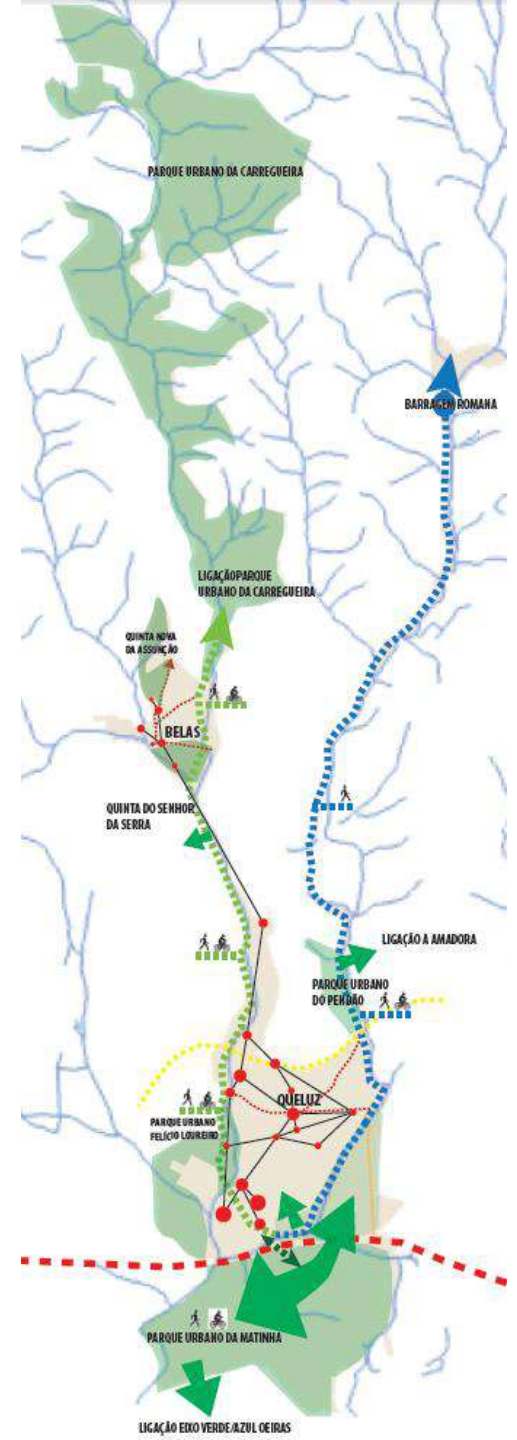 PARQUE URBANO DA CARREGUEIRA
BARRAGEM ROMANA
LIGAÇÃOPARQUE
URBANO DA CARREGUEIRA
QUINTA NOVA
DA ASSUNÇÃO
BELAS
QUINTA DO SENHOR
DA SERRA
LIGAÇÃO A AMADORA
PARQUE URBANO
DO PENDÃO
QUELUZ
PARQUE URBANO
FELÍCIO LOUREIRO
PARQUE URBANO DA MATINHA
LIGAÇÃO EIXO VERDE/AZUL OEIRAS